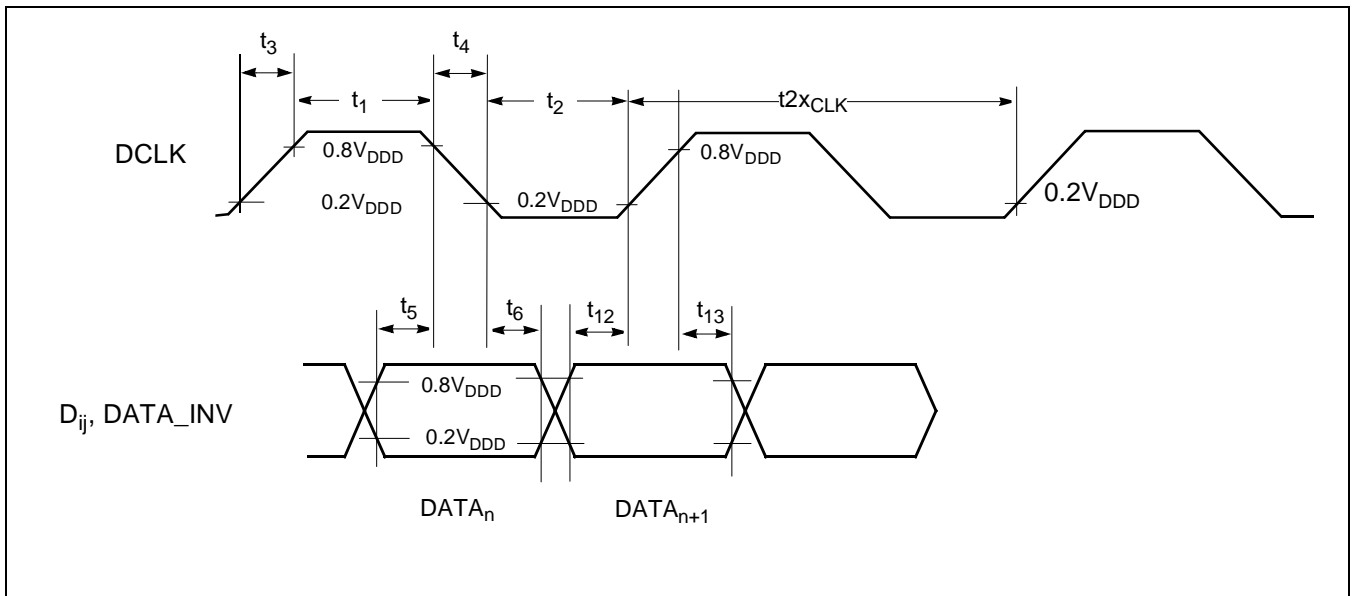 t3 t4
t1 t2 t2xCLK
DCLK 0.8VDDD 0.8VDDD
0.2VDDD 0.2VDDD 0.2VDDD
t5 t6 t12 t13
0.8VDDD
Dij, DATA_INV
0.2VDDD
DATAn DATAn+1